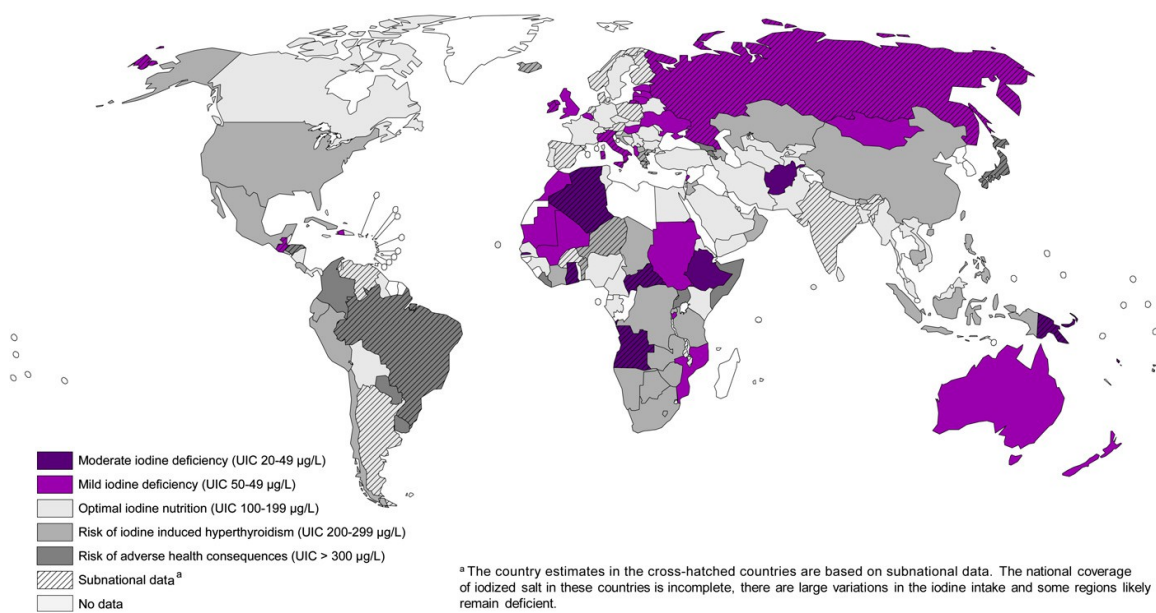 Moderate iodine deficiency (UIC 20-49 µg/L)
Mild iodine deficiency (UIC 50-49 µg/L)
Optimal iodine nutrition (UIC 100-199 µg/L)
Risk of iodine induced hyperthyroidism (UIC 200-299 µg/L)
Risk of adverse health consequences (UIC > 300 µg/L)
Subnational data a
No data
a The country estimates in the cross-hatched countries are based on subnational data. The national coverage
of iodized salt in these countries is incomplete, there are large variations in the iodine intake and some regions likely
remain deficient.